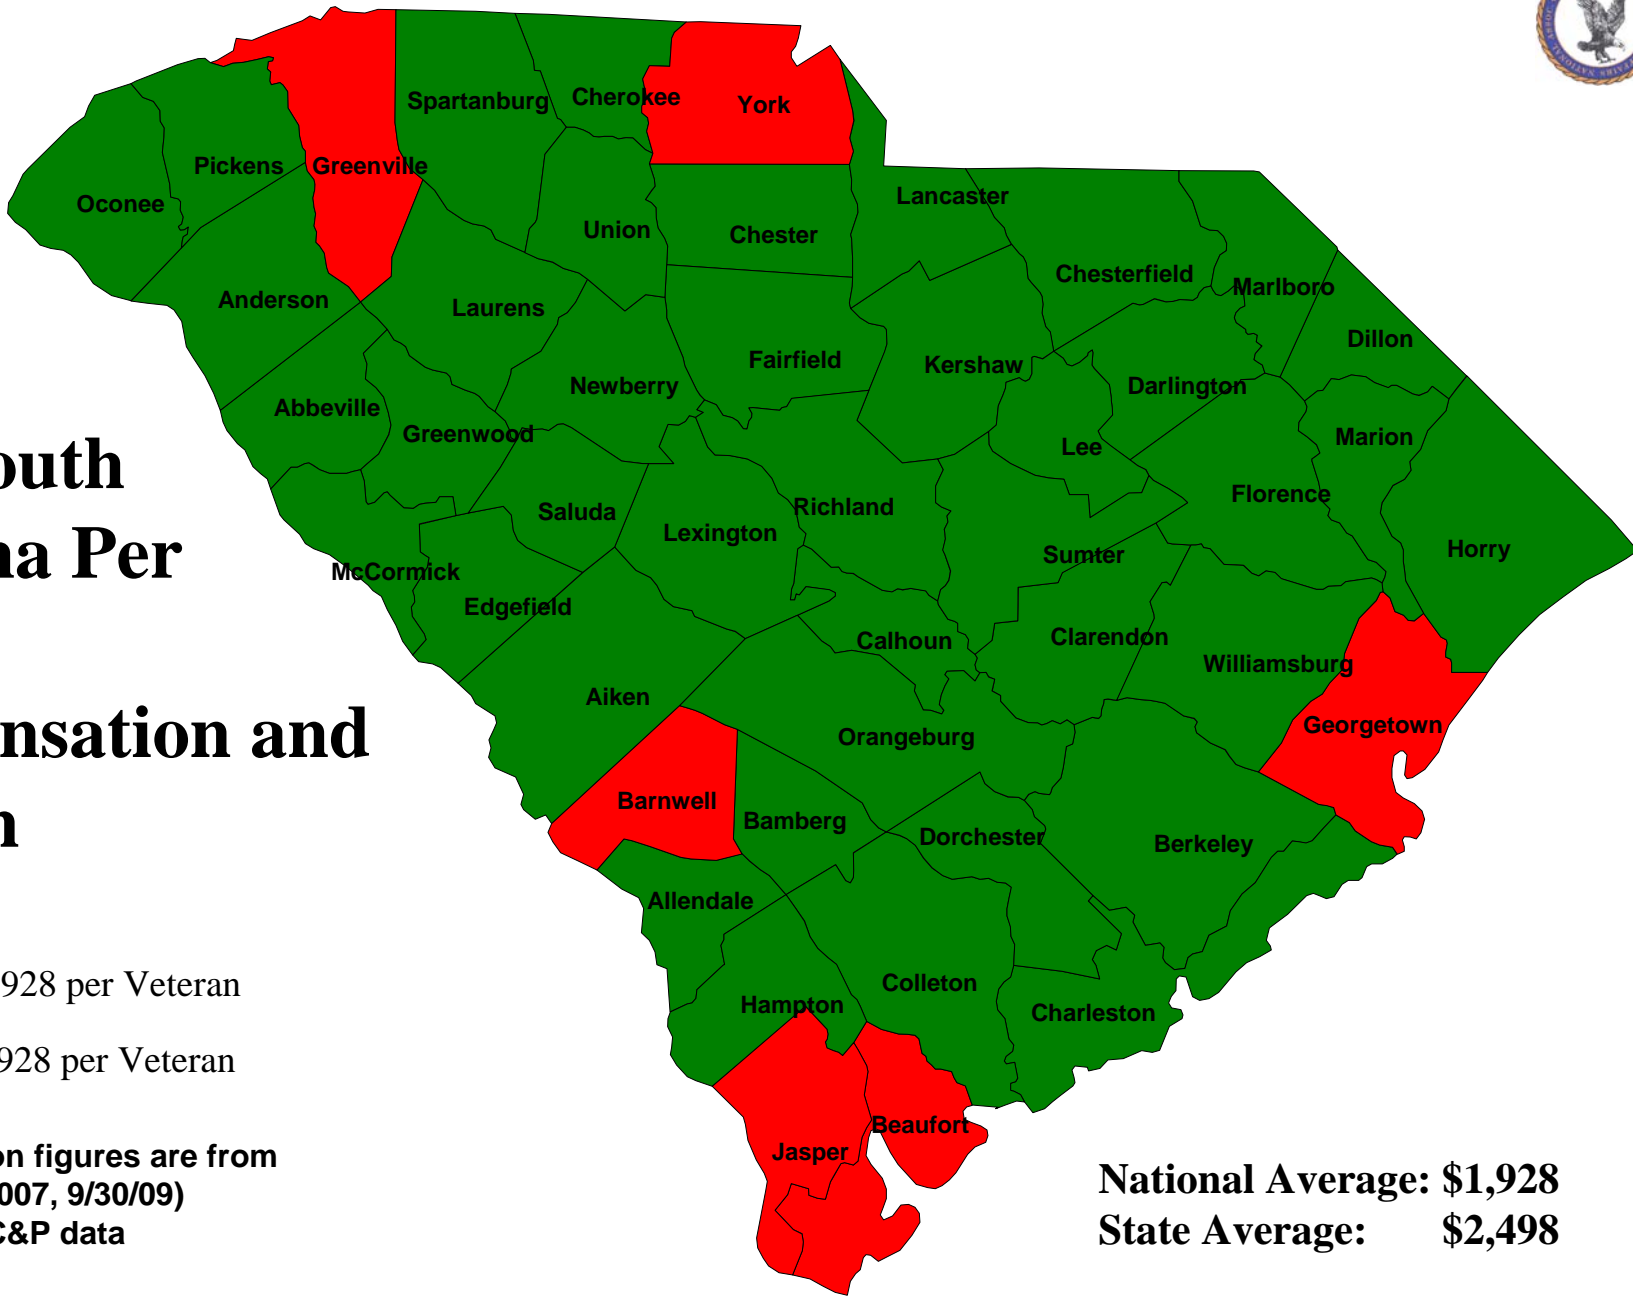 Spartanburg
Cherokee
York
Pickens
Greenville
Oconee
Lancaster
Union
Chester
Chesterfield
Marlboro
Anderson
Laurens
Dillon
Fairfield
Kershaw
Newberry
Darlington
Abbeville
Greenwood
Marion
Lee
outh
Florence
Saluda
Richland
Lexington
na Per
Horry
Sumter
McCormick
Edgefield
Calhoun
Clarendon
Williamsburg
Aiken
Georgetown
Orangeburg
nsation and
Barnwell
Bamberg
Dorchester
Berkeley
n
Allendale
928 per Veteran
Colleton
Hampton
Charleston
928 per Veteran
Beaufort
Jasper
on figures are from
007, 9/30/09)
C&P data
National Average: $1,928
State Average: $2,498